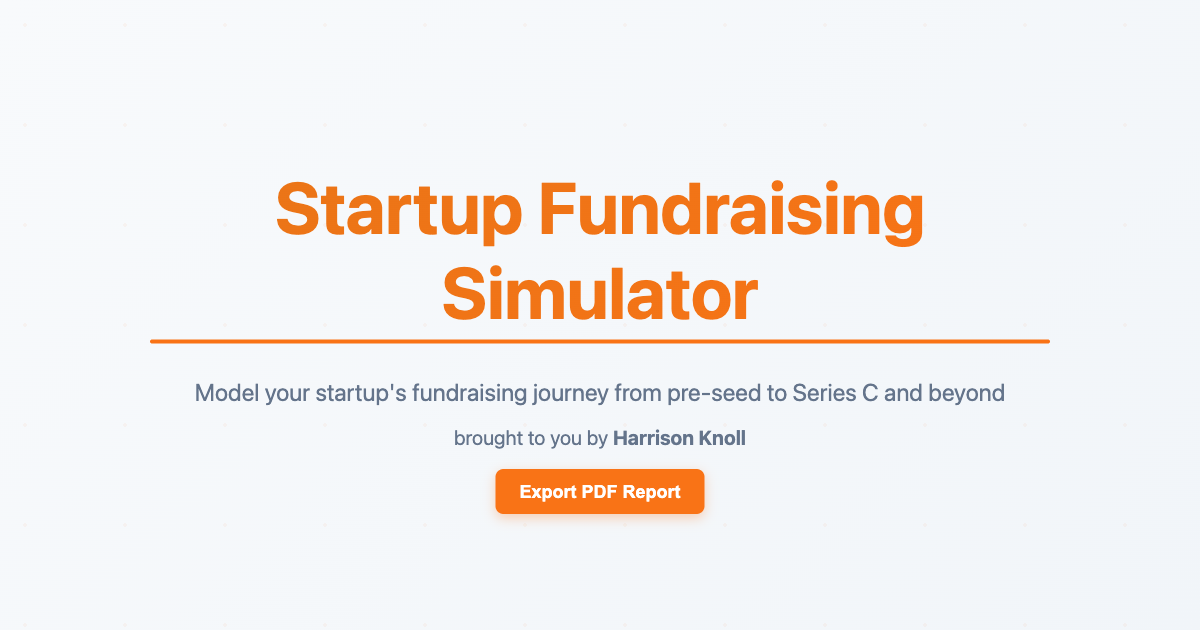 Startup Fundraising
Simulator
Model your startup's fundraising journey from pre-seed to Series C and beyond
brought to you by Harrison Knoll
Export PDF Report